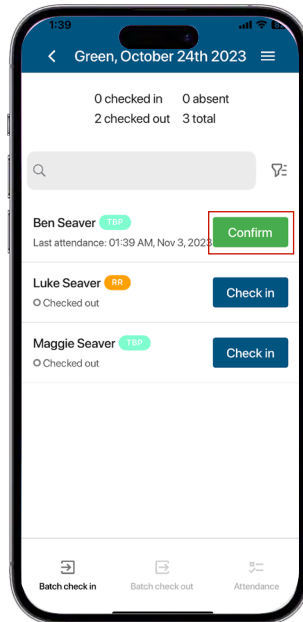 1:39
Green, October 24th 2023
0 checked in 0 absent
2 checked out 3 total
Ben Seaver TBP
Last attendance: 01:39 AM, Nov 3, 2023
Confirm
Luke Seaver RR
Checked out
Check in
Maggie Seaver TBP
Checked out
Check in
Batch check in Batch check out Attendance